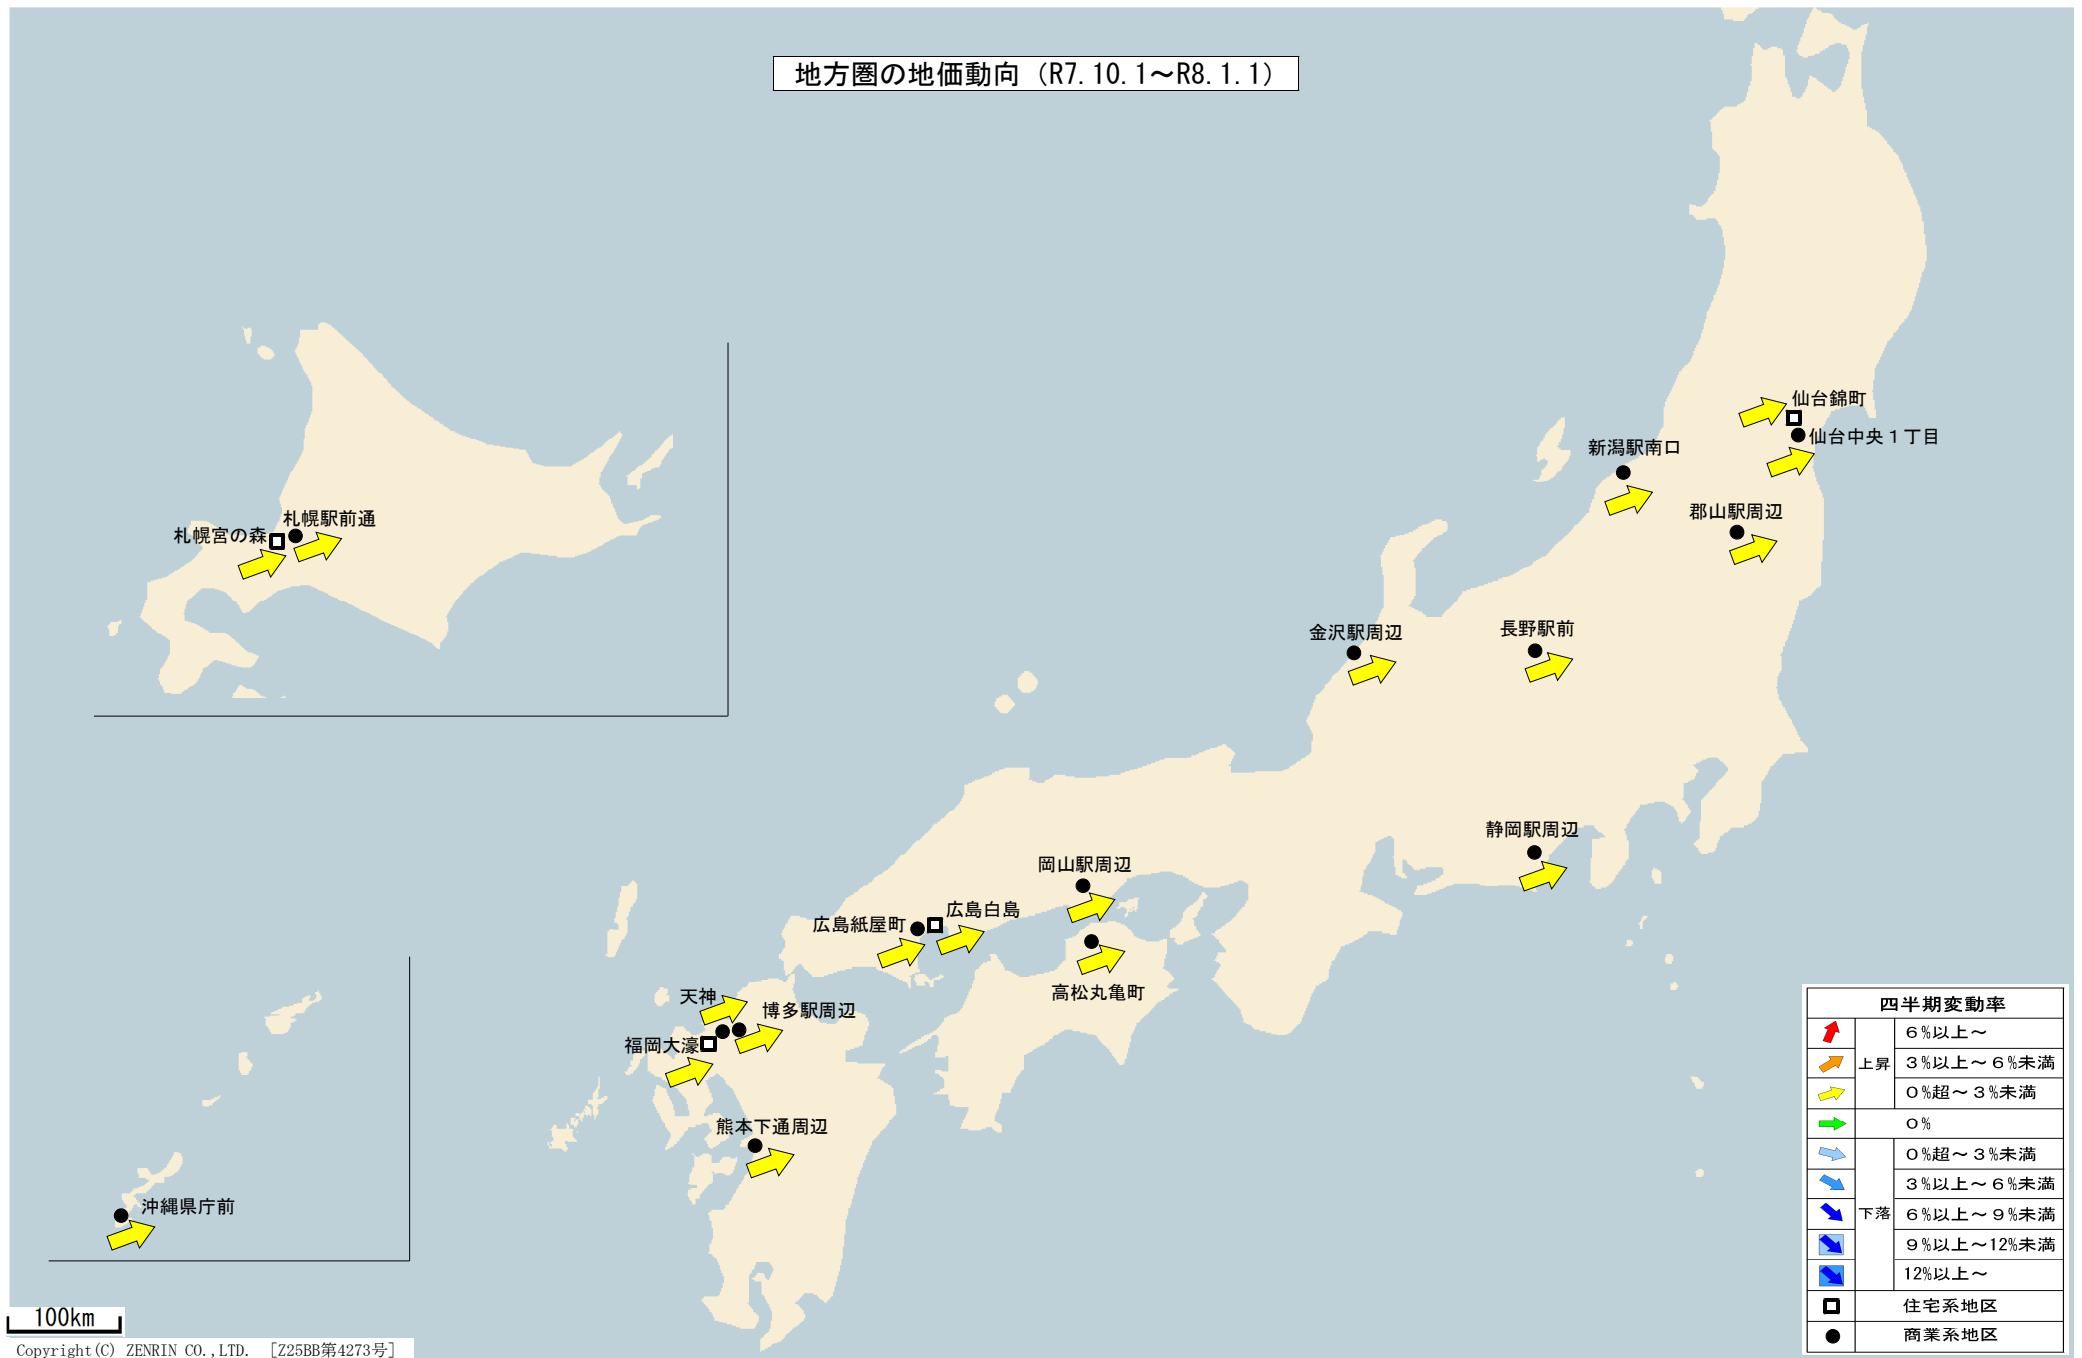 地方圏の地価動向（R7.10.1～R8.1.1）
仙台錦町
仙台中央１丁目
新潟駅南口
郡山駅周辺
札幌駅前通
札幌宮の森
金沢駅周辺
長野駅前
静岡駅周辺
岡山駅周辺
広島白島
広島紙屋町
高松丸亀町
天神
博多駅周辺
福岡大濠
熊本下通周辺
沖縄県庁前
四半期変動率
上昇
６%以上～
３%以上～６%未満
０%超～３%未満
０%
下落
０%超～３%未満
３%以上～６%未満
６%以上～９%未満
９%以上～12%未満
12%以上～
住宅系地区
商業系地区
100km
Copyright(C) ZENRIN CO.,LTD. [Z25BB第4273号]